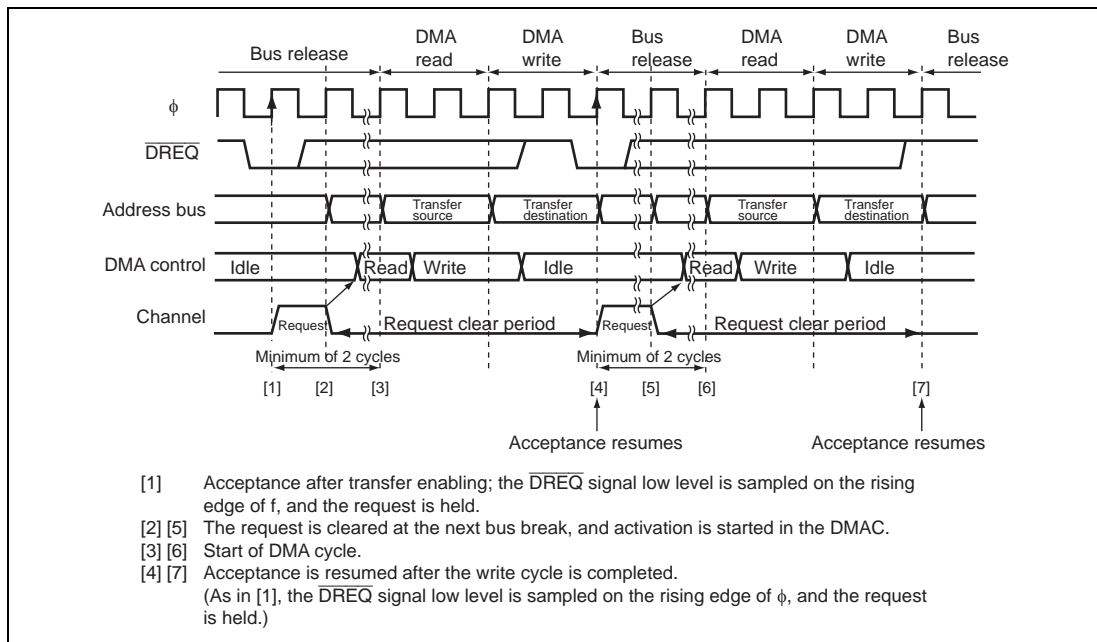 Bus release DMA read DMA write Bus release DMA read DMA write Bus release
φ
DREQ
Address bus Transfer source Transfer destination Transfer source Transfer destination
DMA control Idle Read Write Idle Read Write Idle
Channel Request Request clear period Request Request clear period
Minimum of 2 cycles Minimum of 2 cycles
[1] [2] [3] [4] [5] [6] [7]
Acceptance resumes Acceptance resumes
[1] Acceptance after transfer enabling; the DREQ signal low level is sampled on the rising
edge of f, and the request is held.
[2] [5] The request is cleared at the next bus break, and activation is started in the DMAC.
[3] [6] Start of DMA cycle.
[4] [7] Acceptance is resumed after the write cycle is completed.
(As in [1], the DREQ signal low level is sampled on the rising edge of φ, and the request
is held.)